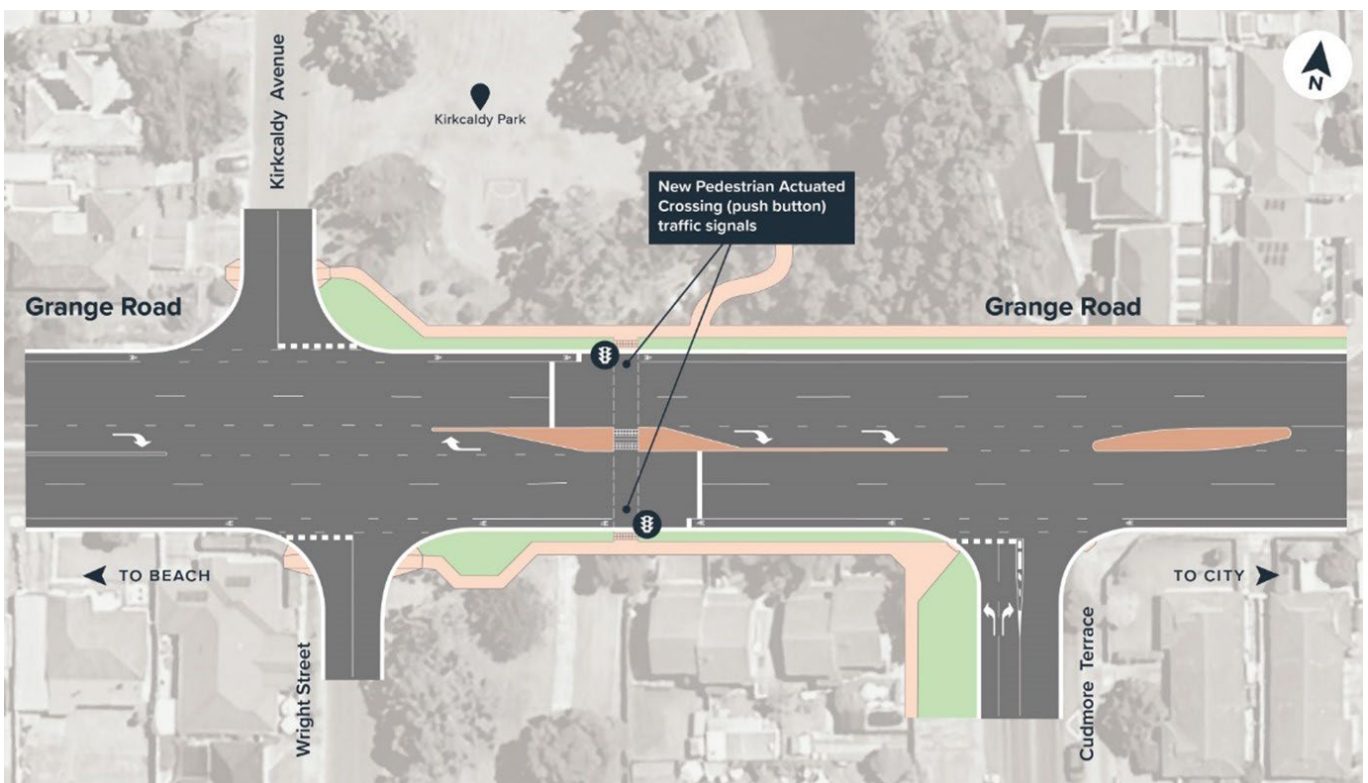 Kirkcaldy Avenue
Kirkcaldy Park
N
New Pedestrian Actuated
Crossing (push button)
traffic signals
Grange Road
Grange Road
TO BEACH
TO CITY
Wright Street
Cudmore Terrace